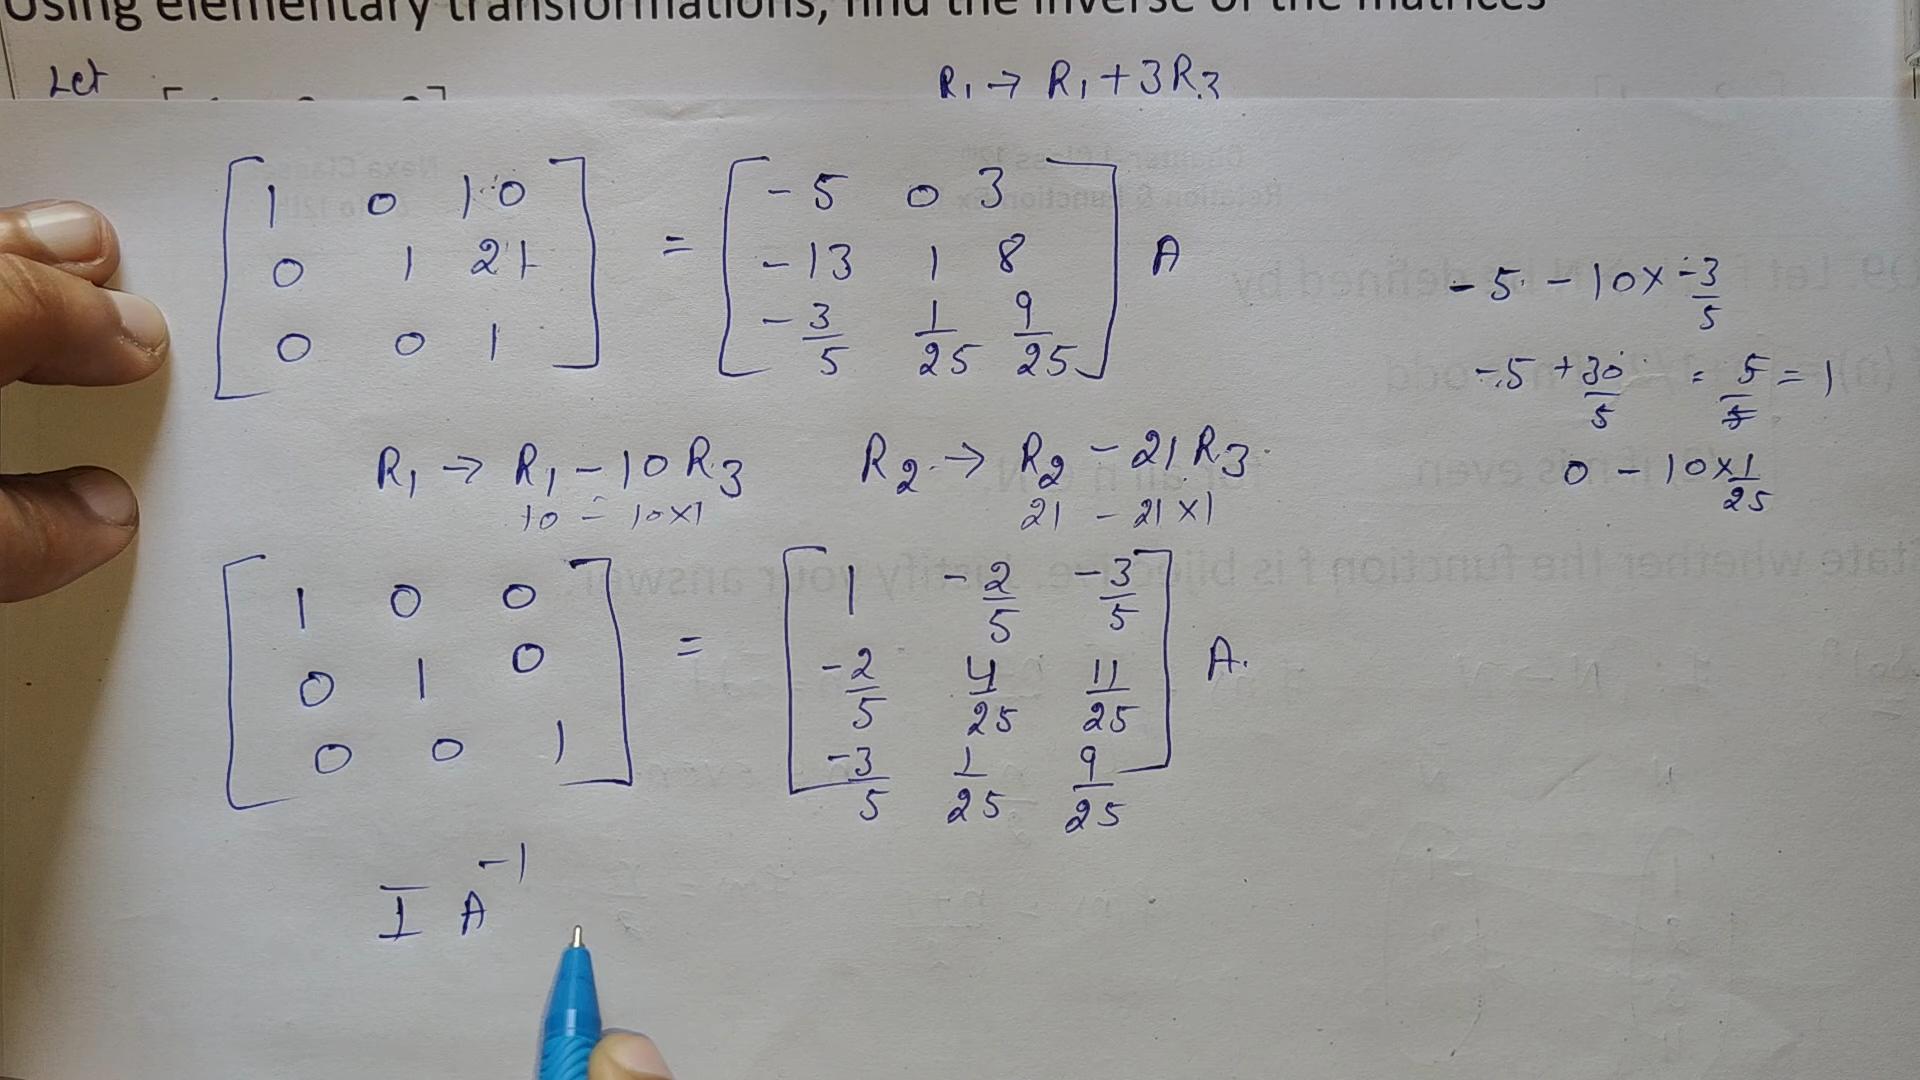 Using elementary transformations, find the inverse of the matrices
Let
R₁ → R₁ + 3R₃
1 0 10
0 1 21
0 0 1
=
-5 0 3
-13 1 8
-3/5 1/25 9/25
A
-5 - 10 × -3/5
-5 + 30/5 = 5/5 = 1
0 - 10 × 1/25
R₁ → R₁ - 10R₃ R₂ → R₂ - 21R₃
10 - 10×1 21 - 21×1
1 0 0
0 1 0
0 0 1
=
1 -2/5 -3/5
-2/5 4/25 11/25
-3/5 1/25 9/25
A.
I A⁻¹